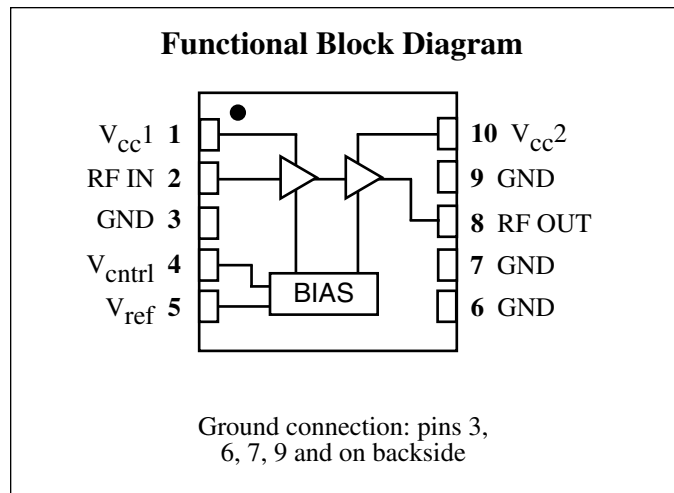 Functional Block Diagram
Vcc1 1
RF IN 2
GND 3
Vcntrl 4
Vref 5
10 Vcc2
9 GND
8 RF OUT
7 GND
6 GND
BIAS
Ground connection: pins 3,
6, 7, 9 and on backside